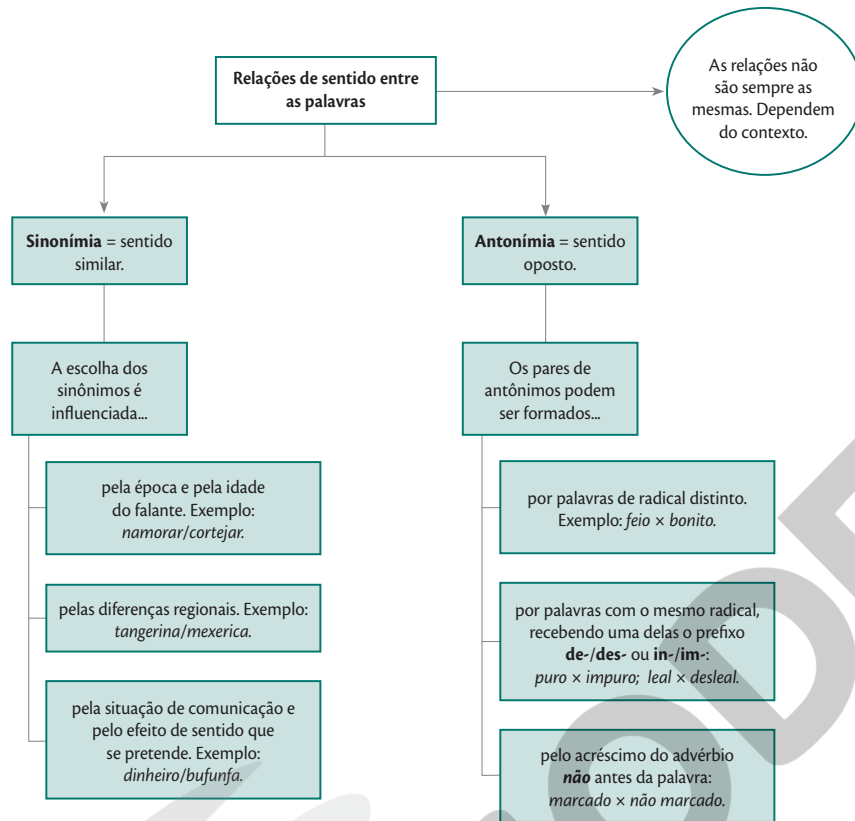 Relações de sentido entre
as palavras
As relações não
são sempre as
mesmas. Dependem
do contexto.
Sinonímia = sentido
similar.
A escolha dos
sinônimos é
influenciada...
pela época e pela idade
do falante. Exemplo:
namorar/cortejar.
pelas diferenças regionais. Exemplo:
tangerina/mexerica.
pela situação de comunicação e
pelo efeito de sentido que
se pretende. Exemplo:
dinheiro/bufunfa.
Antonímia = sentido
oposto.
Os pares de
antônimos podem
ser formados...
por palavras de radical distinto.
Exemplo: feio × bonito.
por palavras com o mesmo radical,
recebendo uma delas o prefixo
de-/des- ou in-/im-:
puro × impuro; leal × desleal.
pelo acréscimo do advérbio
não antes da palavra:
marcado × não marcado.